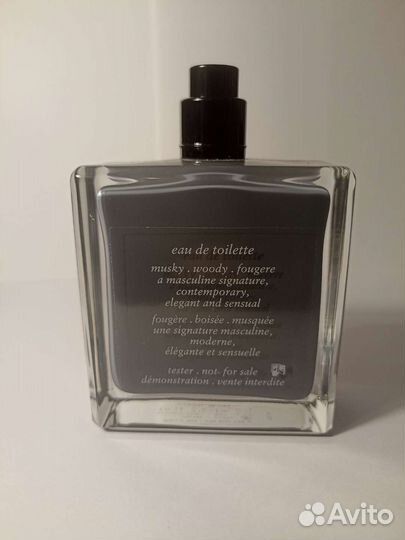 eau de toilette
musky . woody . fougere
a masculine signature,
contemporary,
elegant and sensual
fougère . boisée . musquée
une signature masculine,
moderne,
élégante et sensuelle
tester . not- for sale
démonstration . vente interdite
Avito